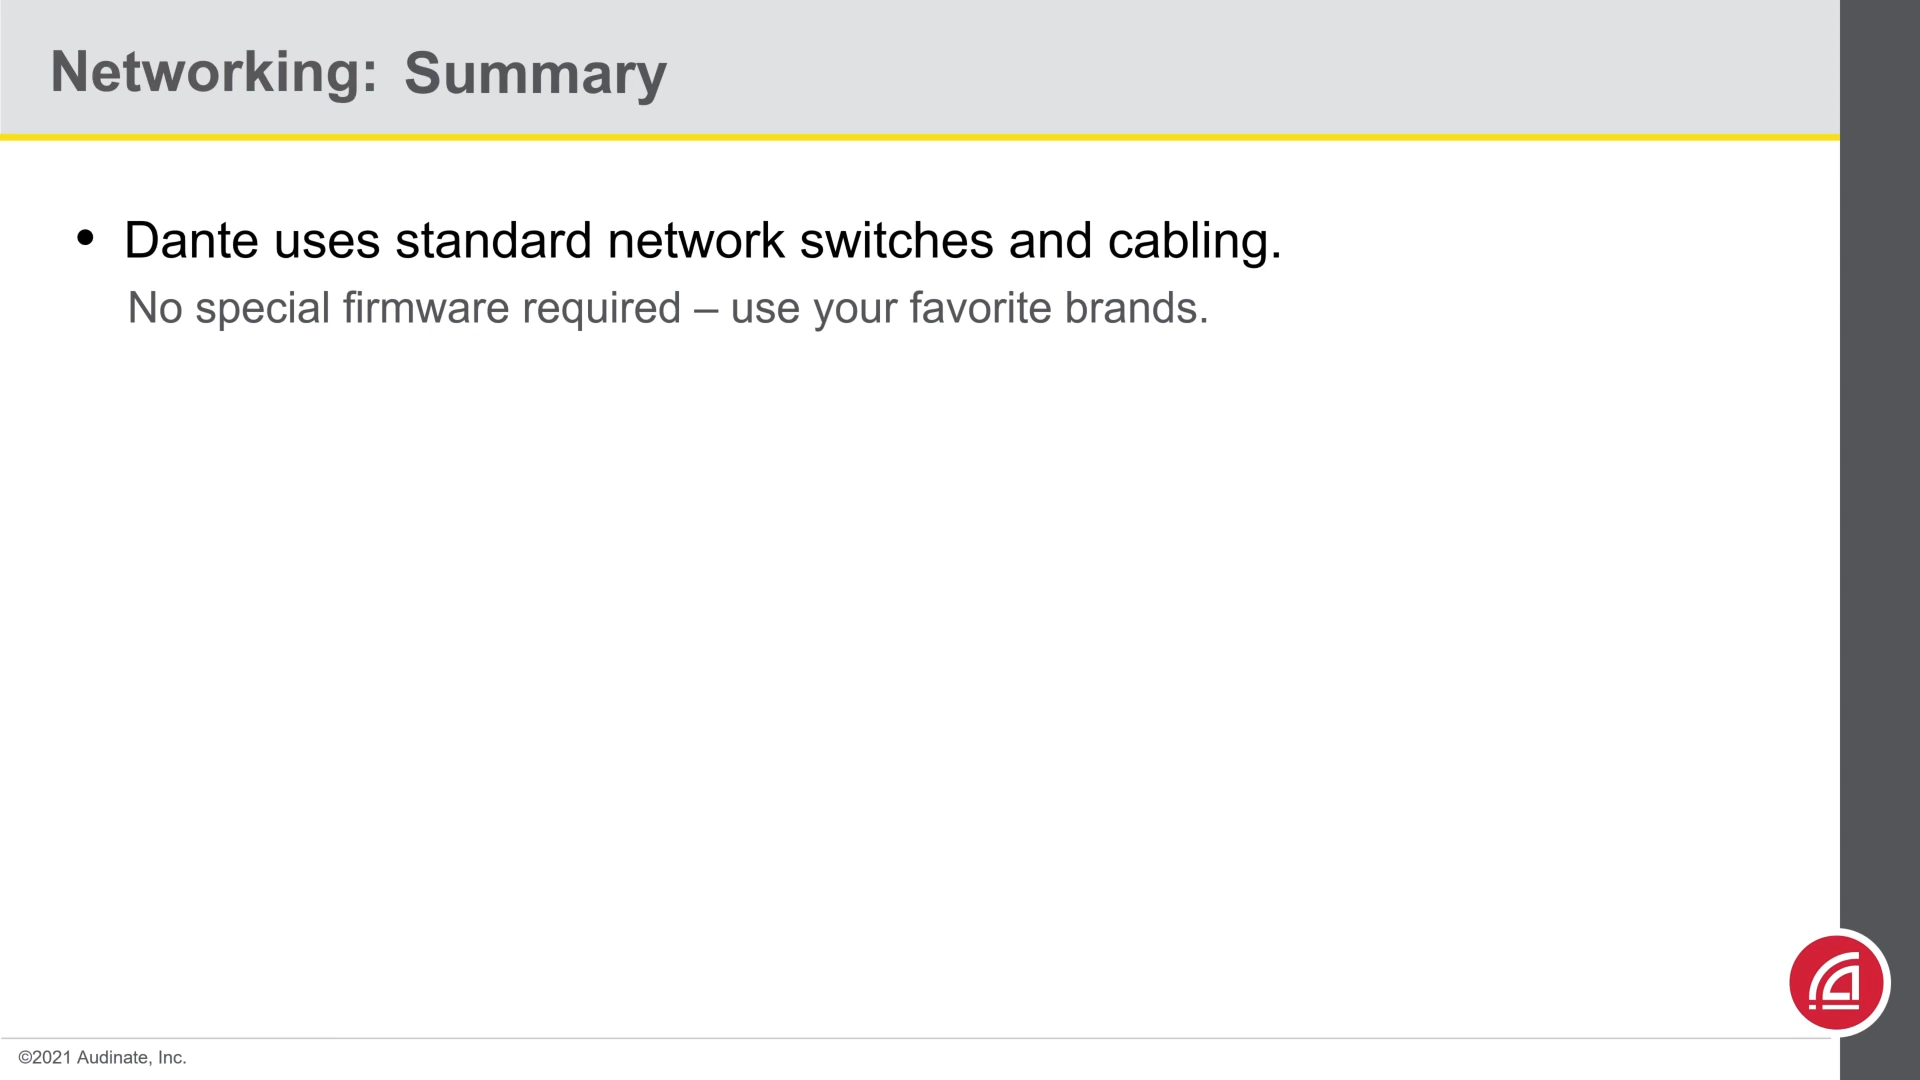 Networking: Summary
• Dante uses standard network switches and cabling.
No special firmware required – use your favorite brands.
©2021 Audinate, Inc.